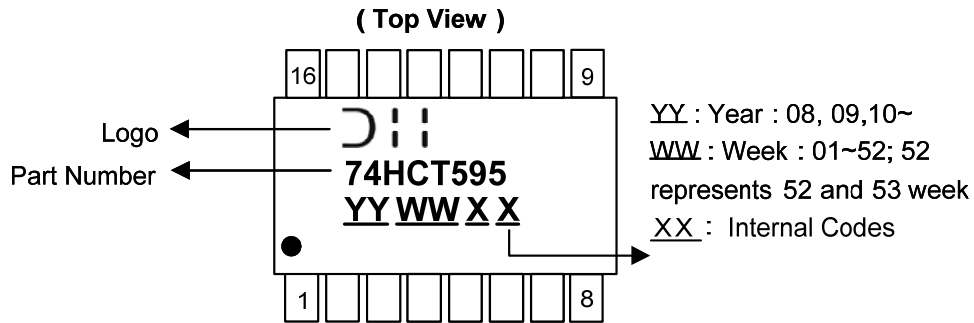 ( Top View )
16 9
Logo
Part Number
74HCT595
YY WW X X
1 8
YY : Year : 08, 09,10~
WW : Week : 01~52; 52
represents 52 and 53 week
XX : Internal Codes